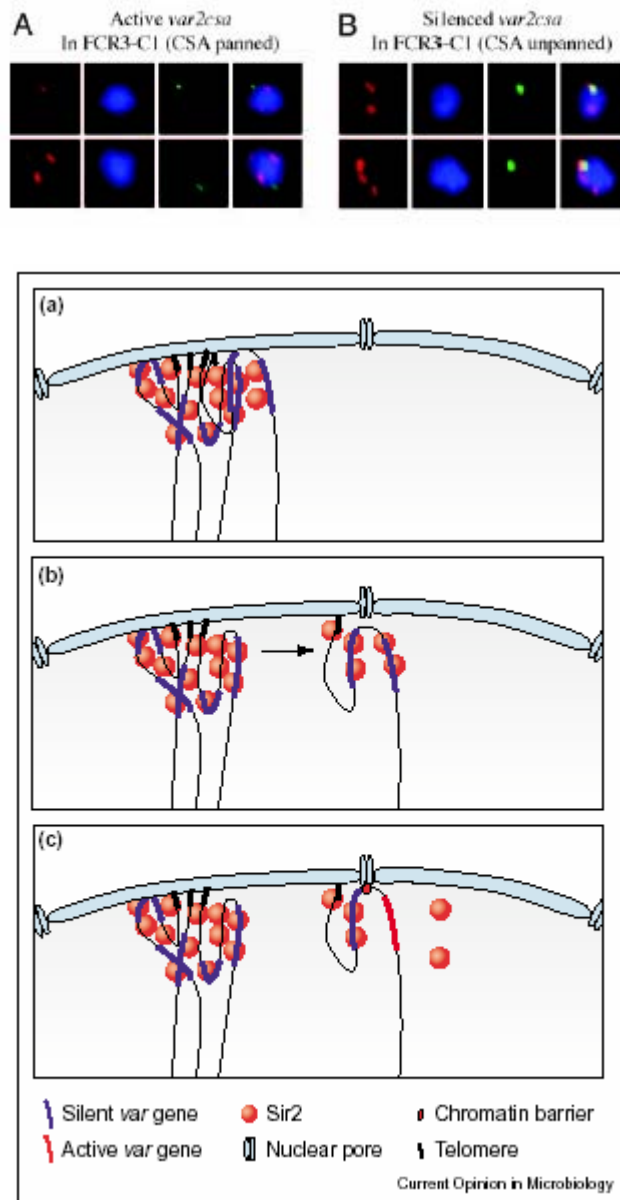 A Active var2csa
In FCR3-C1 (CSA panned)
B Silenced var2csa
In FCR3-C1 (CSA unpanned)
(a)
(b)
(c)
Silent var gene
Sir2
Chromatin barrier
Active var gene
Nuclear pore
Telomere
Current Opinion in Microbiology